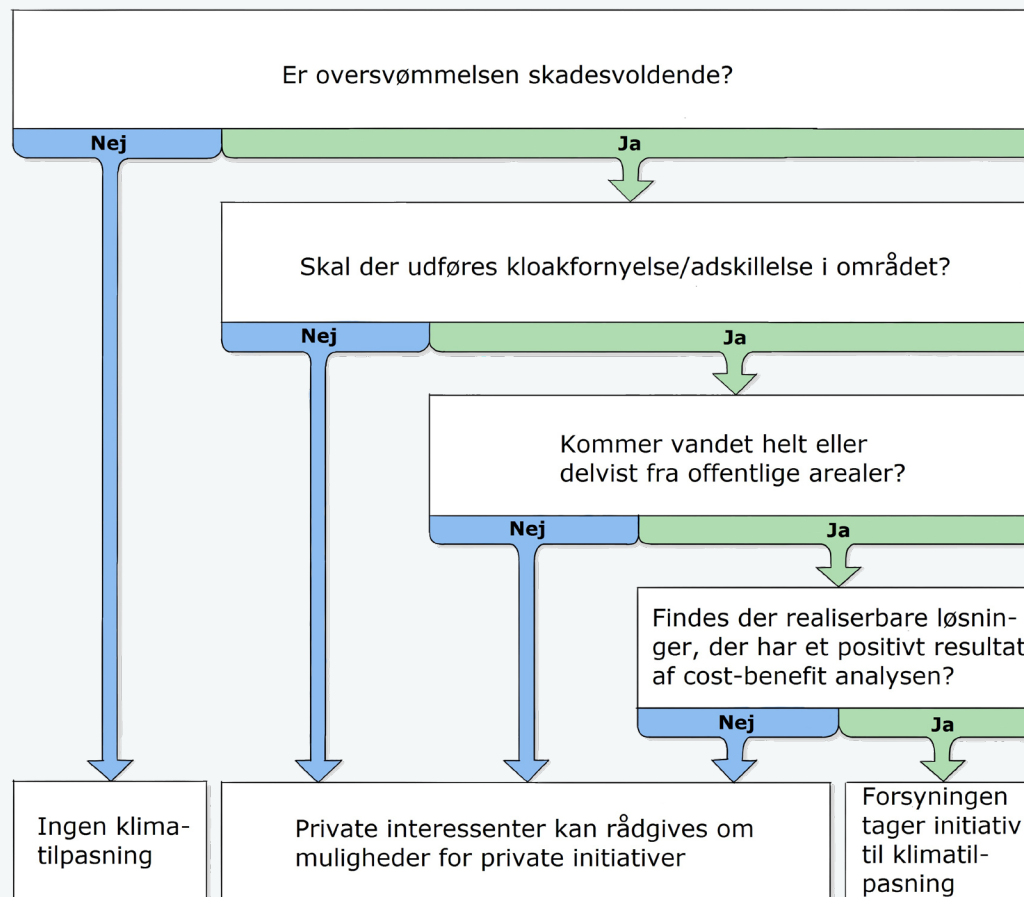 Er oversvømmelsen skadesvoldende?
Nej
Ja
Skal der udføres kloakfornyelse/adskillelse i området?
Nej
Ja
Kommer vandet helt eller
delvist fra offentlige arealer?
Nej
Ja
Findes der realiserbare løsnin-
ger, der har et positivt resultat
af cost-benefit analysen?
Nej
Ja
Ingen klima-
tilpasning
Private interessenter kan rådgives om
muligheder for private initiativer
Forsyningen
tager initiativ
til klimatil-
pasning